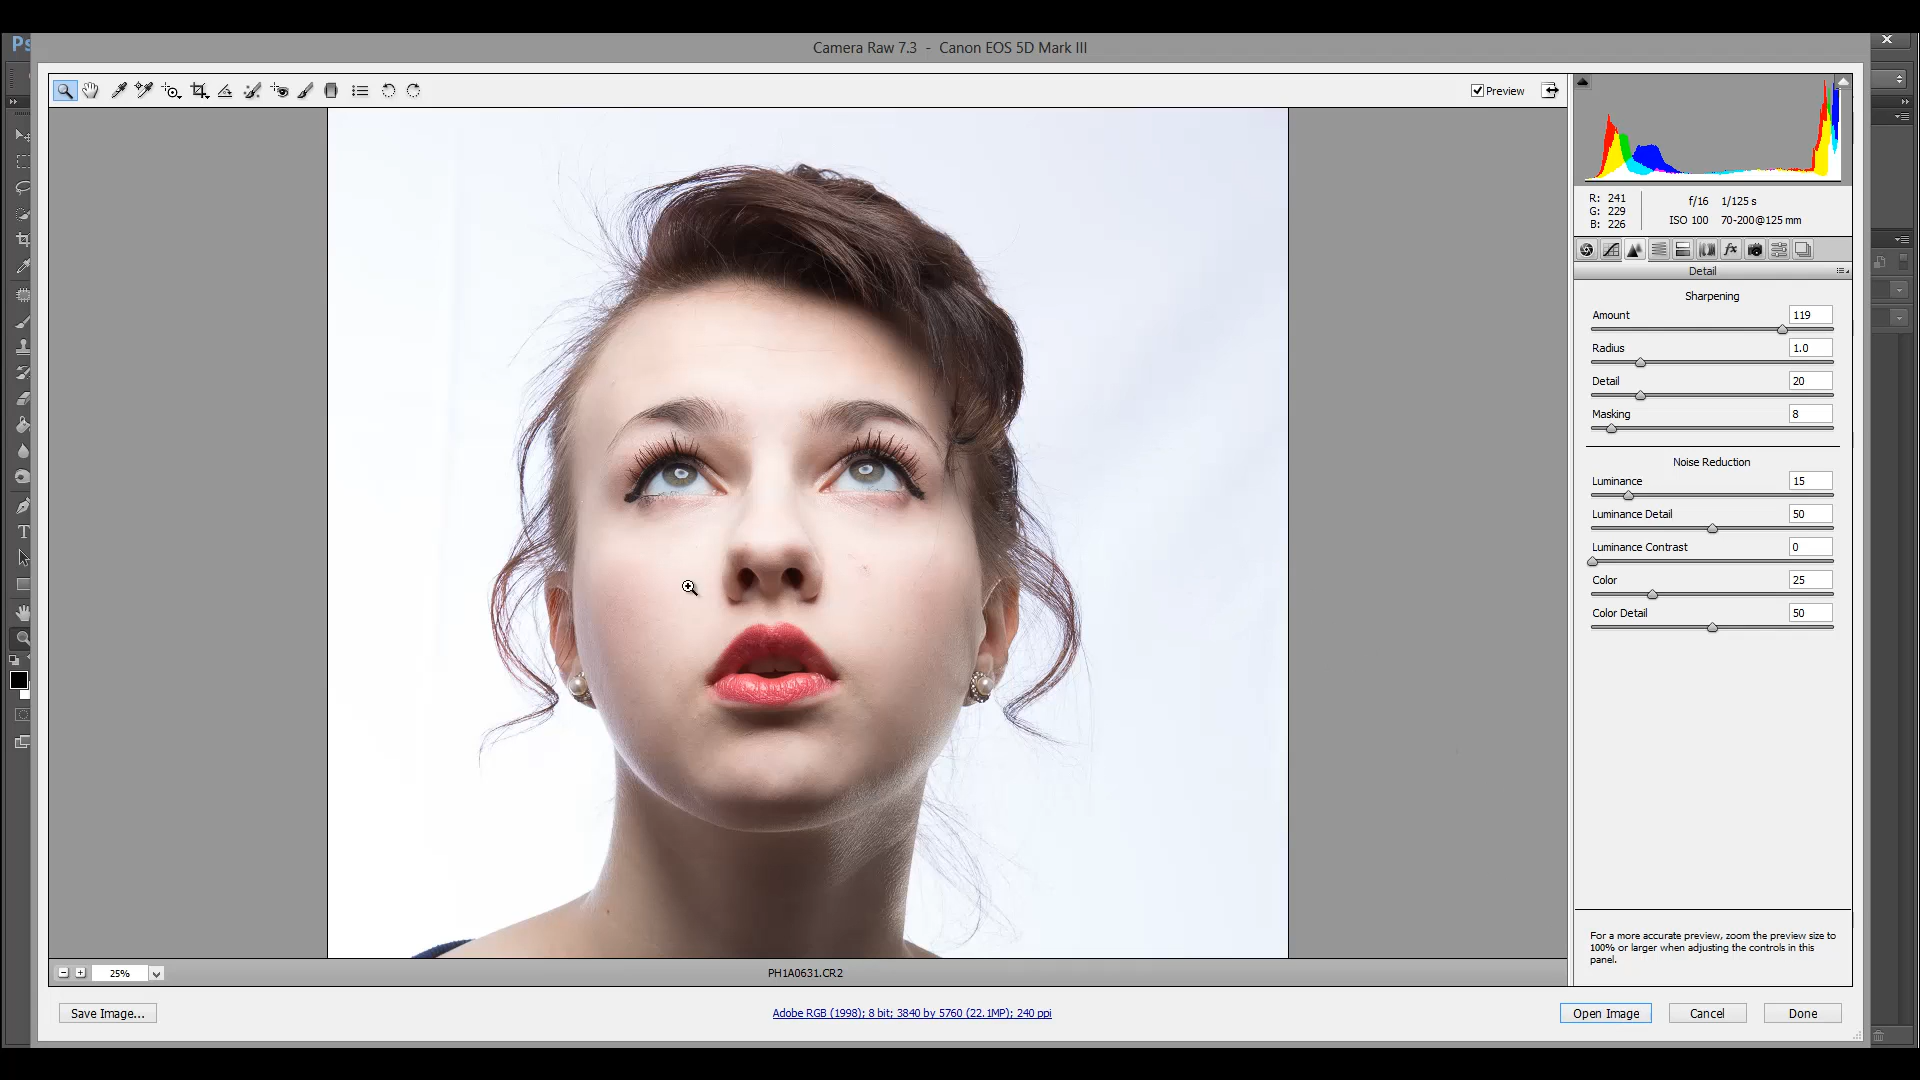 Ps
Camera Raw 7.3 - Canon EOS 5D Mark III
Preview
R: 241
G: 229
B: 226
f/16 1/125 s
ISO 100 70-200@125 mm
fx
Detail
Sharpening
Amount 119
Radius 1.0
Detail 20
Masking 8
Noise Reduction
Luminance 15
Luminance Detail 50
Luminance Contrast 0
Color 25
Color Detail 50
For a more accurate preview, zoom the preview size to
100% or larger when adjusting the controls in this
panel.
25%
PH1A0631.CR2
Save Image...
Adobe RGB (1998); 8 bit; 3840 by 5760 (22.1MP); 240 ppi
Open Image
Cancel
Done